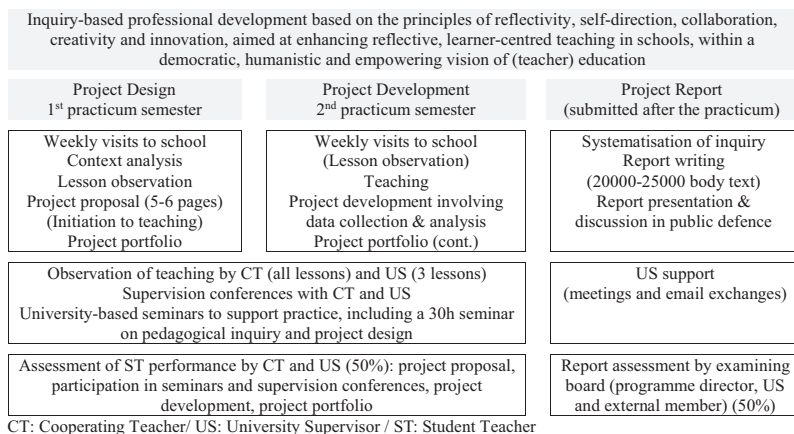 Inquiry-based professional development based on the principles of reflectivity, self-direction, collaboration,
creativity and innovation, aimed at enhancing reflective, learner-centred teaching in schools, within a
democratic, humanistic and empowering vision of (teacher) education
Project Design
1st practicum semester
Project Development
2nd practicum semester
Project Report
(submitted after the practicum)
Weekly visits to school
Context analysis
Lesson observation
Project proposal (5-6 pages)
(Initiation to teaching)
Project portfolio
Weekly visits to school
(Lesson observation)
Teaching
Project development involving
data collection & analysis
Project portfolio (cont.)
Systematisation of inquiry
Report writing
(20000-25000 body text)
Report presentation &
discussion in public defence
Observation of teaching by CT (all lessons) and US (3 lessons)
Supervision conferences with CT and US
University-based seminars to support practice, including a 30h seminar
on pedagogical inquiry and project design
US support
(meetings and email exchanges)
Assessment of ST performance by CT and US (50%): project proposal,
participation in seminars and supervision conferences, project
development, project portfolio
Report assessment by examining
board (programme director, US
and external member) (50%)
CT: Cooperating Teacher/ US: University Supervisor / ST: Student Teacher